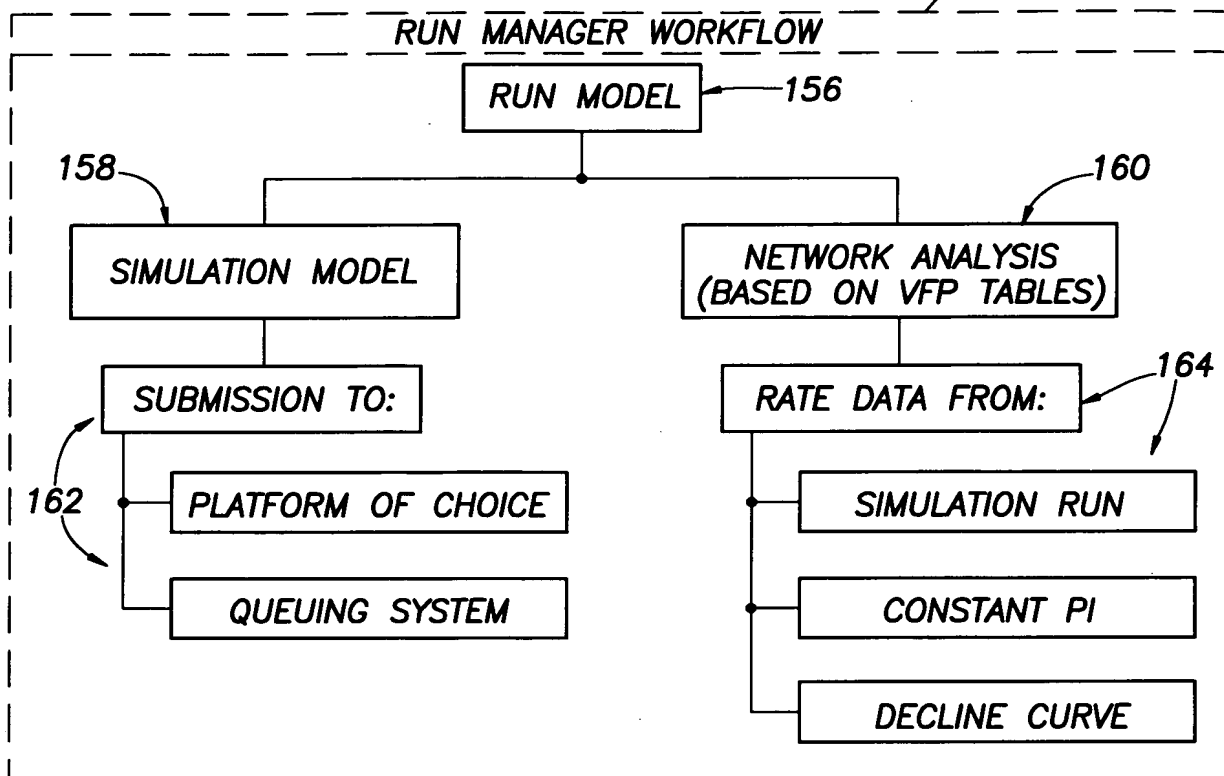 RUN MANAGER WORKFLOW
RUN MODEL
156
158
160
SIMULATION MODEL
NETWORK ANALYSIS
(BASED ON VFP TABLES)
SUBMISSION TO:
RATE DATA FROM:
164
162
PLATFORM OF CHOICE
SIMULATION RUN
QUEUING SYSTEM
CONSTANT PI
DECLINE CURVE